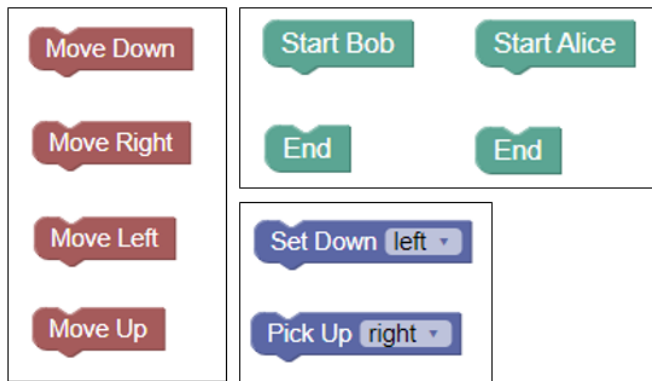 Move Down
Move Right
Move Left
Move Up
Start Bob
Start Alice
End
End
Set Down left
Pick Up right